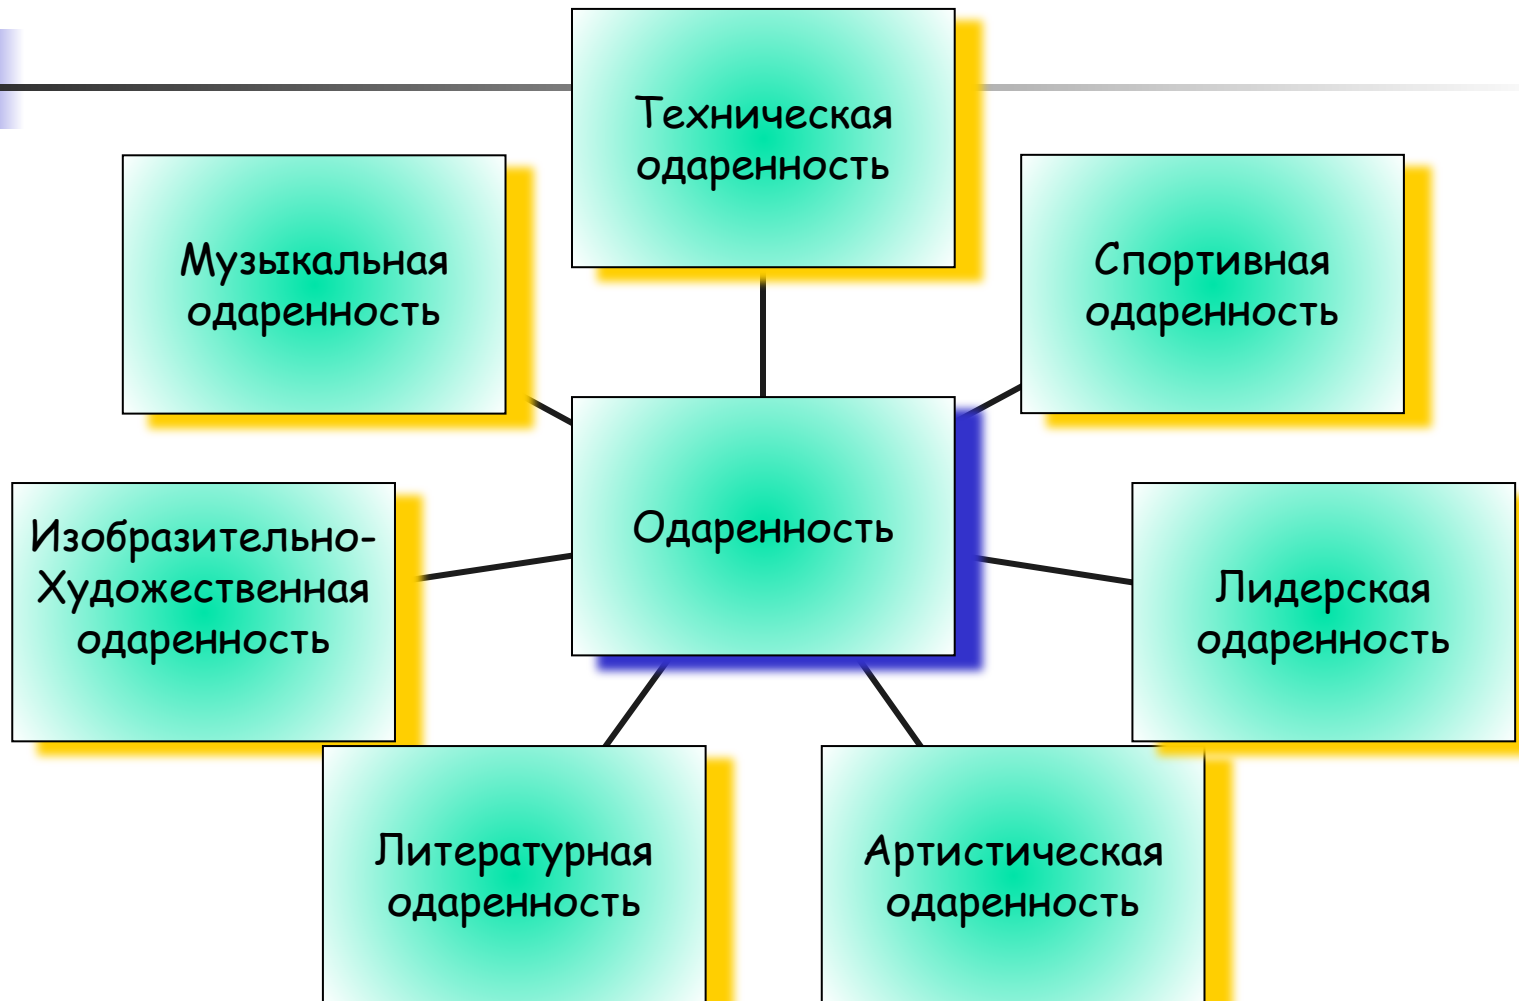 Техническая
одаренность
Музыкальная
одаренность
Спортивная
одаренность
Одаренность
Изобразительно-
Художественная
одаренность
Лидерская
одаренность
Литературная
одаренность
Артистическая
одаренность